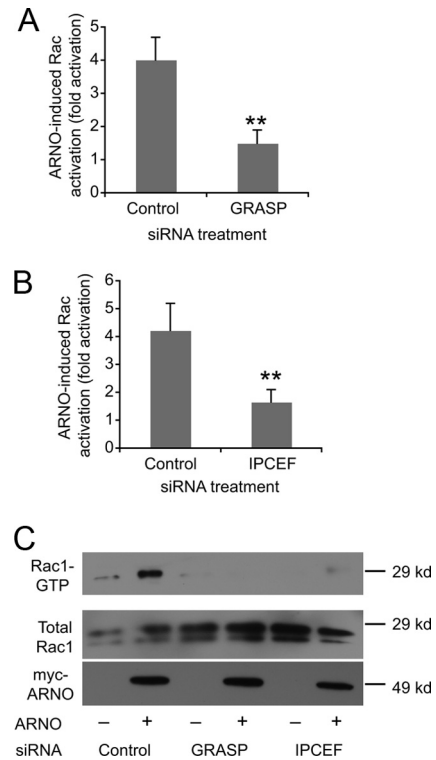 A
ARNO-induced Rac
activation (fold activation)
5
4
3
2
1
0
**
Control GRASP
siRNA treatment
B
ARNO-induced Rac
activation (fold activation)
6
5
4
3
2
1
0
**
Control IPCEF
siRNA treatment
C
Rac1-
GTP
29 kd
Total
Rac1
29 kd
myc-
ARNO
49 kd
ARNO – + – + – +
siRNA Control GRASP IPCEF